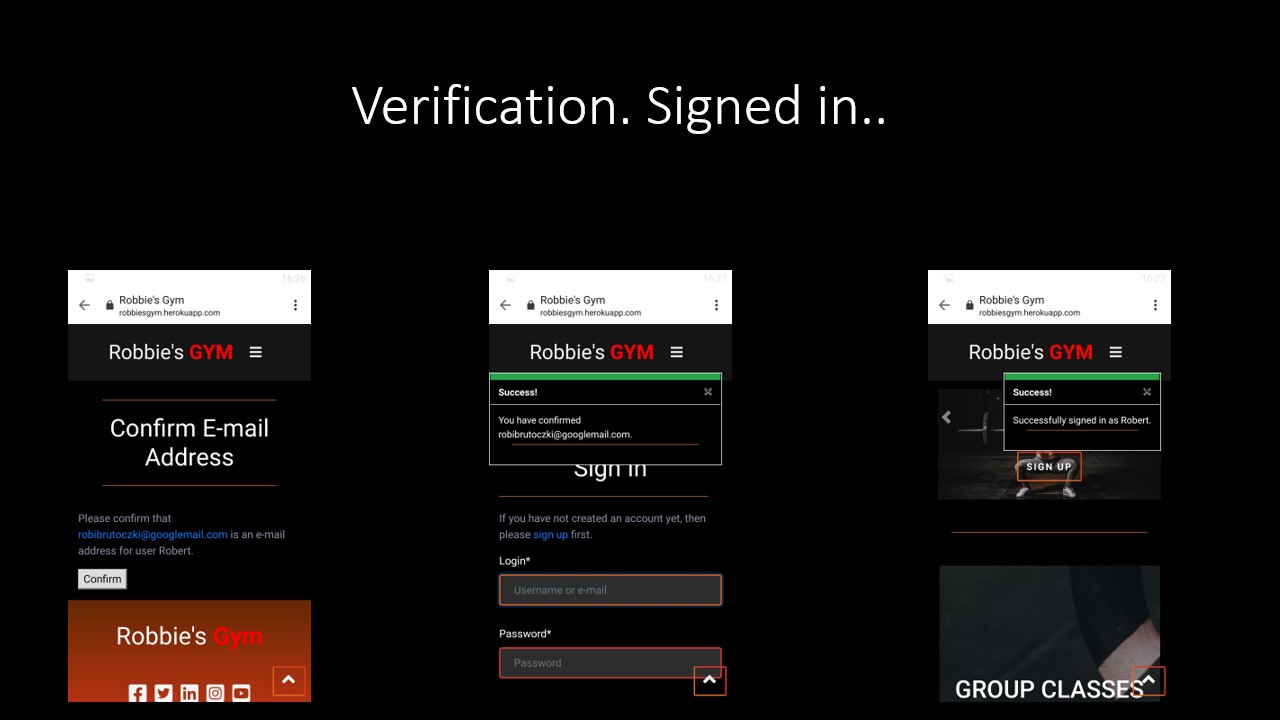 Verification. Signed in..
16:26
Robbie's Gym
robbiesgym.herokuapp.com
Robbie's GYM
Confirm E-mail
Address
Please confirm that
robibrutoczki@googlemail.com is an e-mail
address for user Robert.
Confirm
Robbie's Gym
16:27
Robbie's Gym
robbiesgym.herokuapp.com
Robbie's GYM
Success!
You have confirmed
robibrutoczki@googlemail.com.
Sign In
If you have not created an account yet, then
please sign up first.
Login*
Username or e-mail
Password*
Password
16:27
Robbie's Gym
robbiesgym.herokuapp.com
Robbie's GYM
Success!
Successfully signed in as Robert.
SIGN UP
GROUP CLASSES